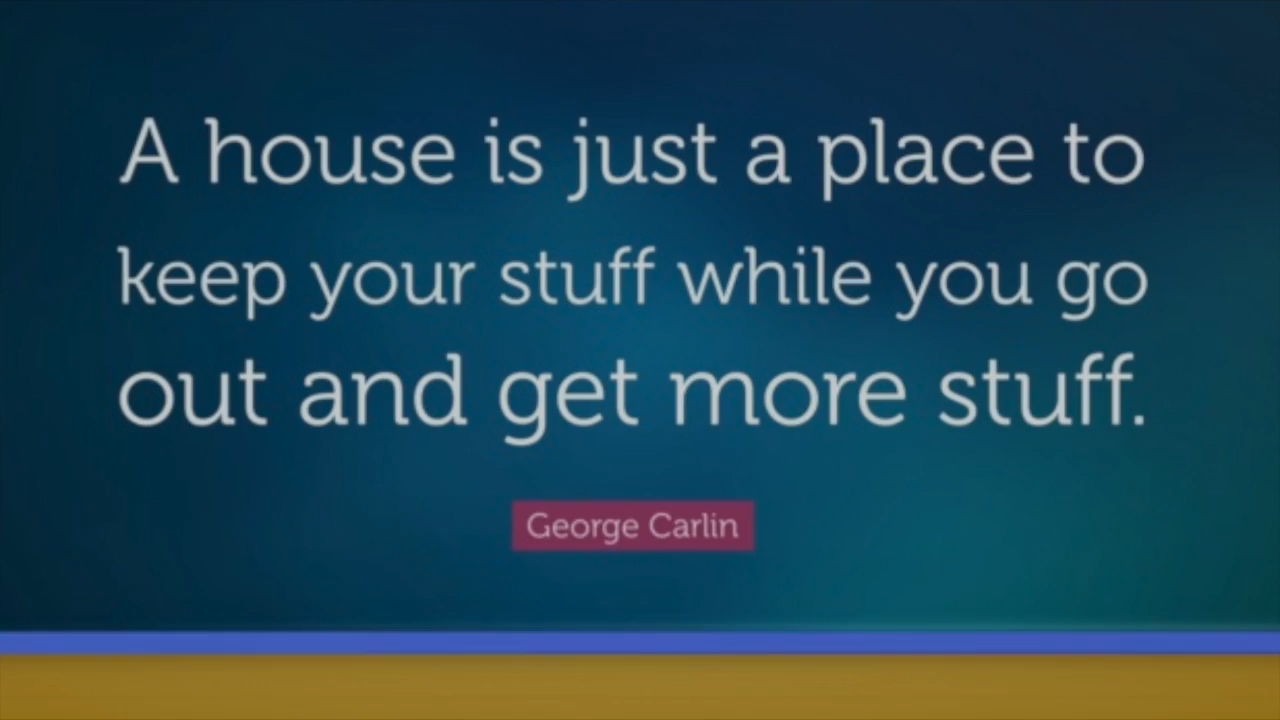 A house is just a place to
keep your stuff while you go
out and get more stuff.
George Carlin